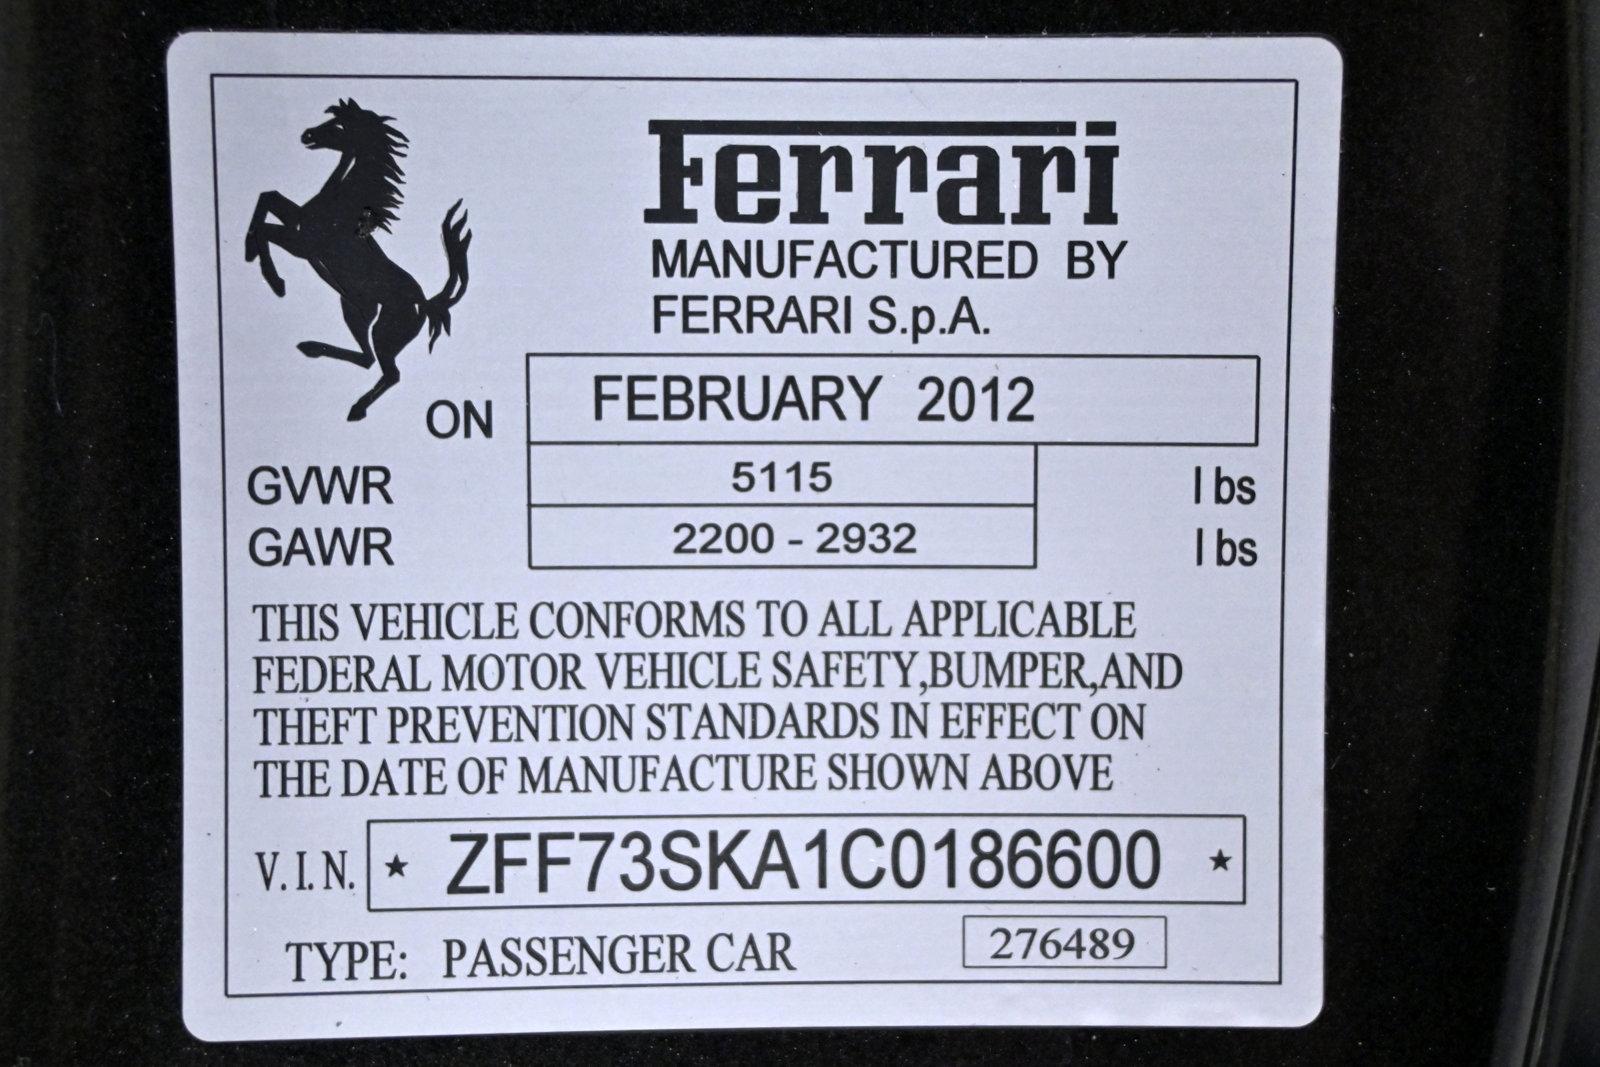 Ferrari
MANUFACTURED BY
FERRARI S.p.A.
ON FEBRUARY 2012
GVWR 5115 lbs
GAWR 2200 - 2932 lbs
THIS VEHICLE CONFORMS TO ALL APPLICABLE
FEDERAL MOTOR VEHICLE SAFETY,BUMPER,AND
THEFT PREVENTION STANDARDS IN EFFECT ON
THE DATE OF MANUFACTURE SHOWN ABOVE
V.I.N. ★ ZFF73SKA1C0186600 ★
TYPE: PASSENGER CAR 276489